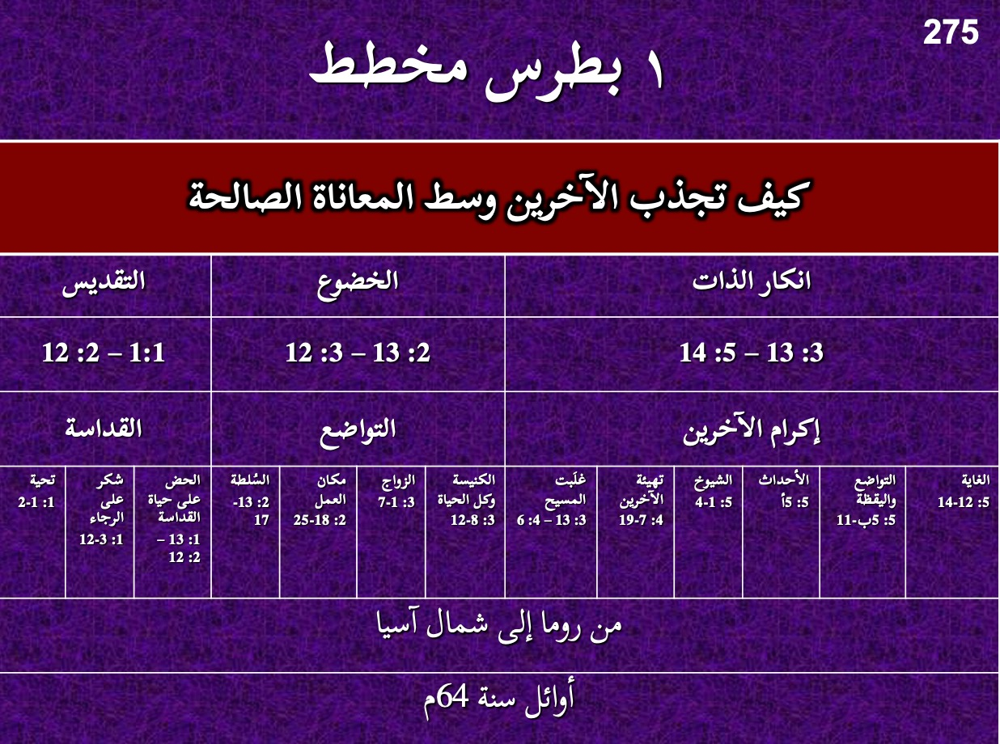 275
١ بطرس مخطط
كيف تجذب الآخرين وسط المعاناة الصالحة
انكار الذات
الخضوع
التقديس
3: 13 – 5: 14
2: 13 – 3: 12
1:1 – 2: 12
إكرام الآخرين
التواضع
القداسة
الغاية
5: 12-14
التواضع
واليقظة
5: 5ب-11
الأحداث
5: 5أ
الشيوخ
5: 1-4
تهيئة
الآخرين
4: 7-19
غلَبت
المسيح
3: 13 – 4: 6
الكنيسة
وكل الحياة
3: 8-12
الزواج
3: 1-7
مكان
العمل
2: 18-25
السُلطة
2: 13-
17
الحض
على حياة
القداسة
1: 13 –
2: 12
شكر
على
الرجاء
1: 3-12
تحية
1: 1-2
من روما إلى شمال آسيا
أوائل سنة 64م